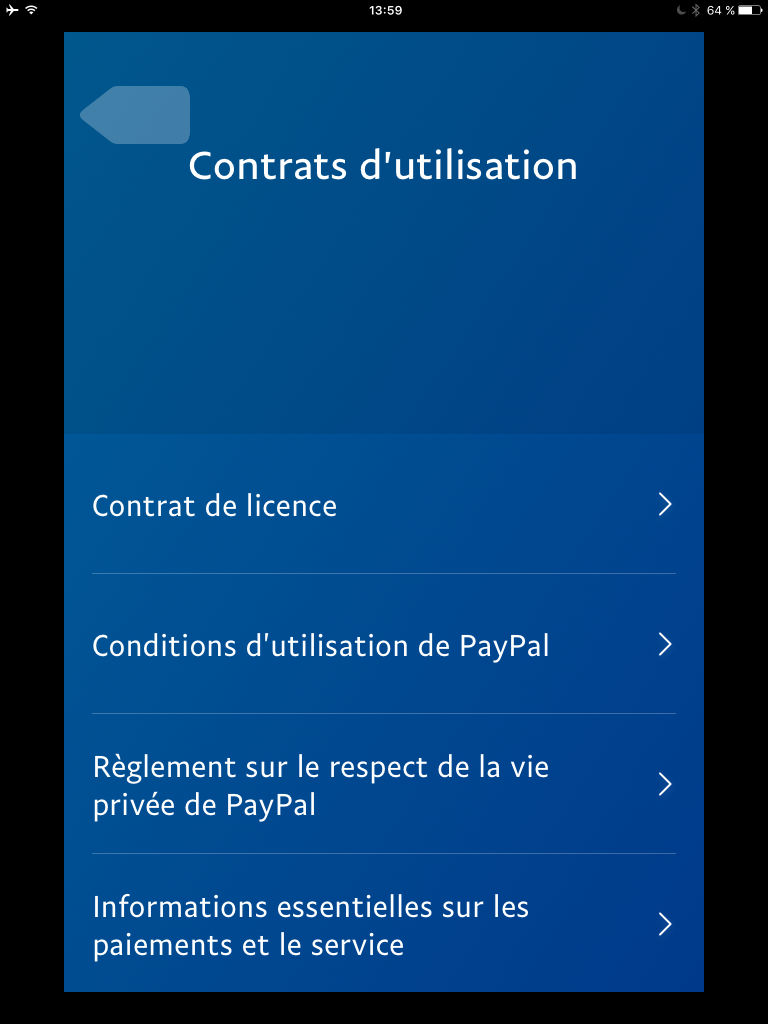 13:59
64 %
Contrats d'utilisation
Contrat de licence
Conditions d'utilisation de PayPal
Règlement sur le respect de la vie
privée de PayPal
Informations essentielles sur les
paiements et le service